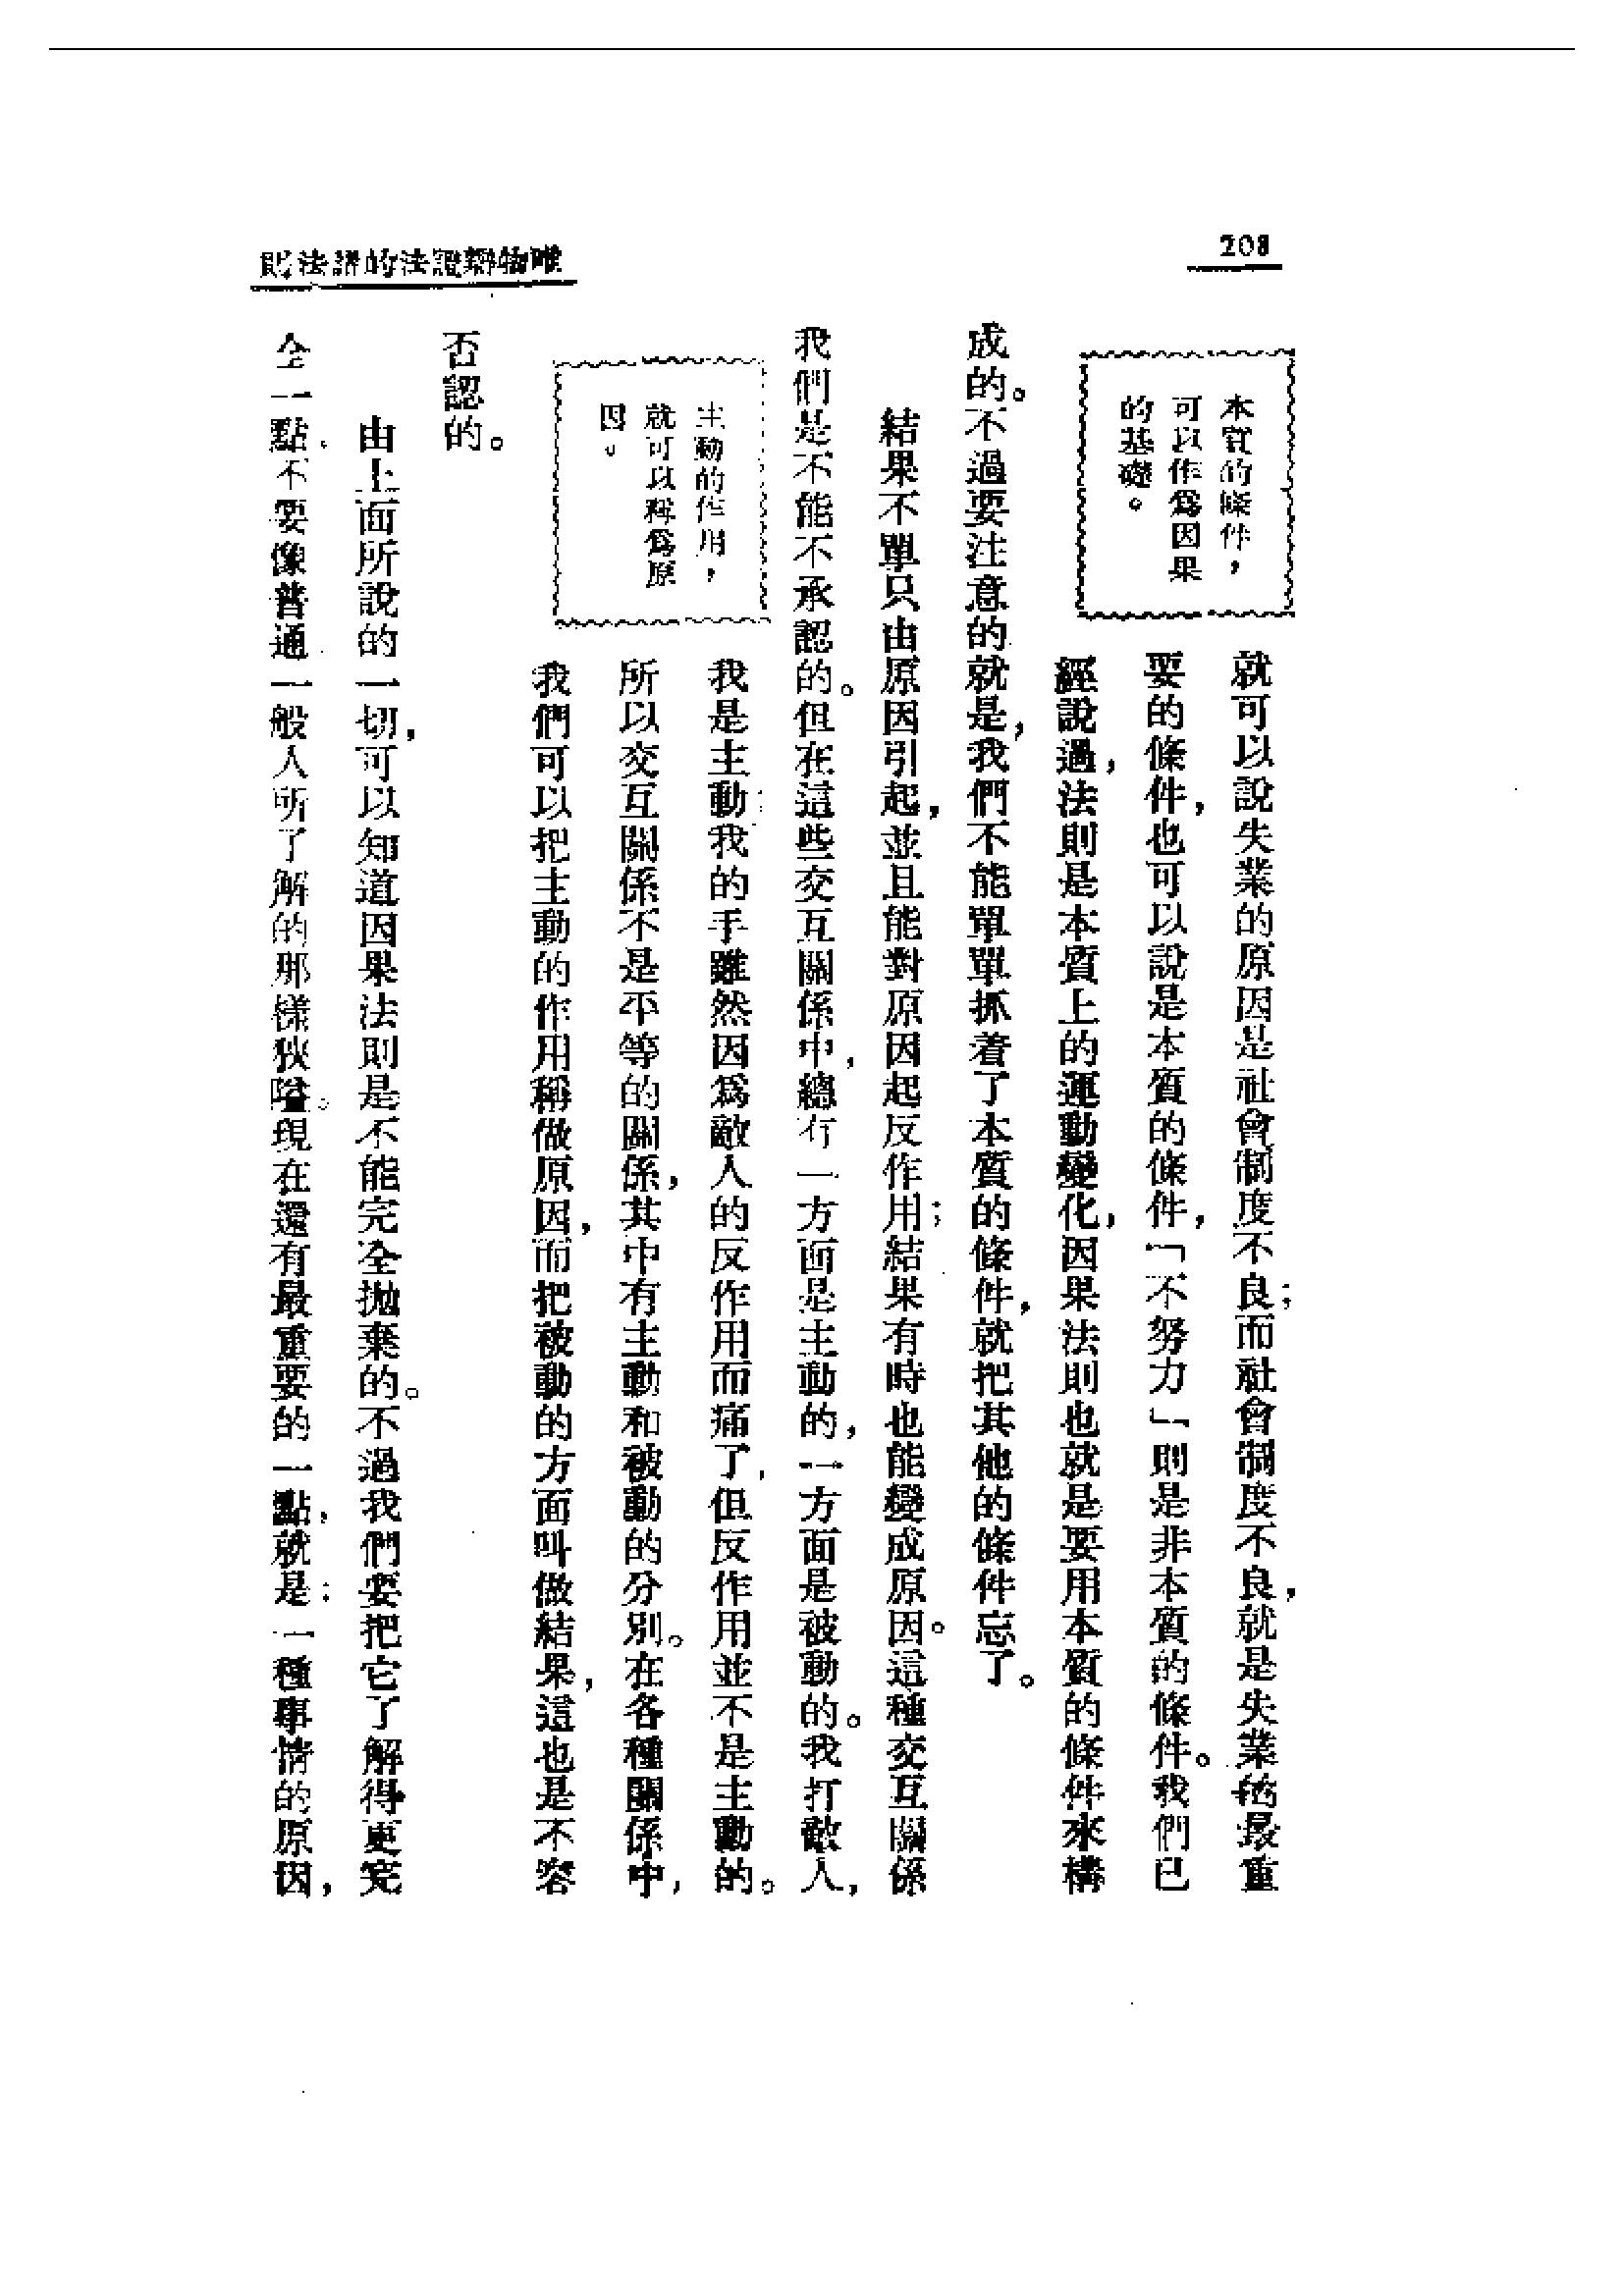 208
唯物辯證法的諸法則
本質的條件，
可以作爲因果
的基礎。
就可以說失業的原因是社會制度不良；而社會制度不良，就是失業的最重
要的條件，也可以說是本質的條件，「不努力」則是非本質的條件。我們已
經說過，法則是本質上的運動變化，因果法則也就是要用本質的條件來構
成的。不過要注意的就是，我們不能單單抓着了本質的條件，就把其他的條件忘了。
結果不單只由原因引起，並且能對原因起反作用；結果有時也能變成原因。這種交互關係
我們是不能不承認的。但在這些交互關係中，總有一方面是主動的，一方面是被動的。我打敵人，
主動的作用，
就可以稱爲原
因。
我是主動；我的手雖然因爲敵人的反作用而痛了，但反作用並不是主動的。
所以交互關係不是平等的關係，其中有主動和被動的分別。在各種關係中，
我們可以把主動的作用稱做原因，而把被動的方面叫做結果，這也是不容
否認的。
由上面所說的一切，可以知道因果法則是不能完全拋棄的。不過我們要把它了解得更完
全一點，不要像普通一般人所了解的那樣狹隘。現在還有最重要的一點，就是：一種事情的原因，